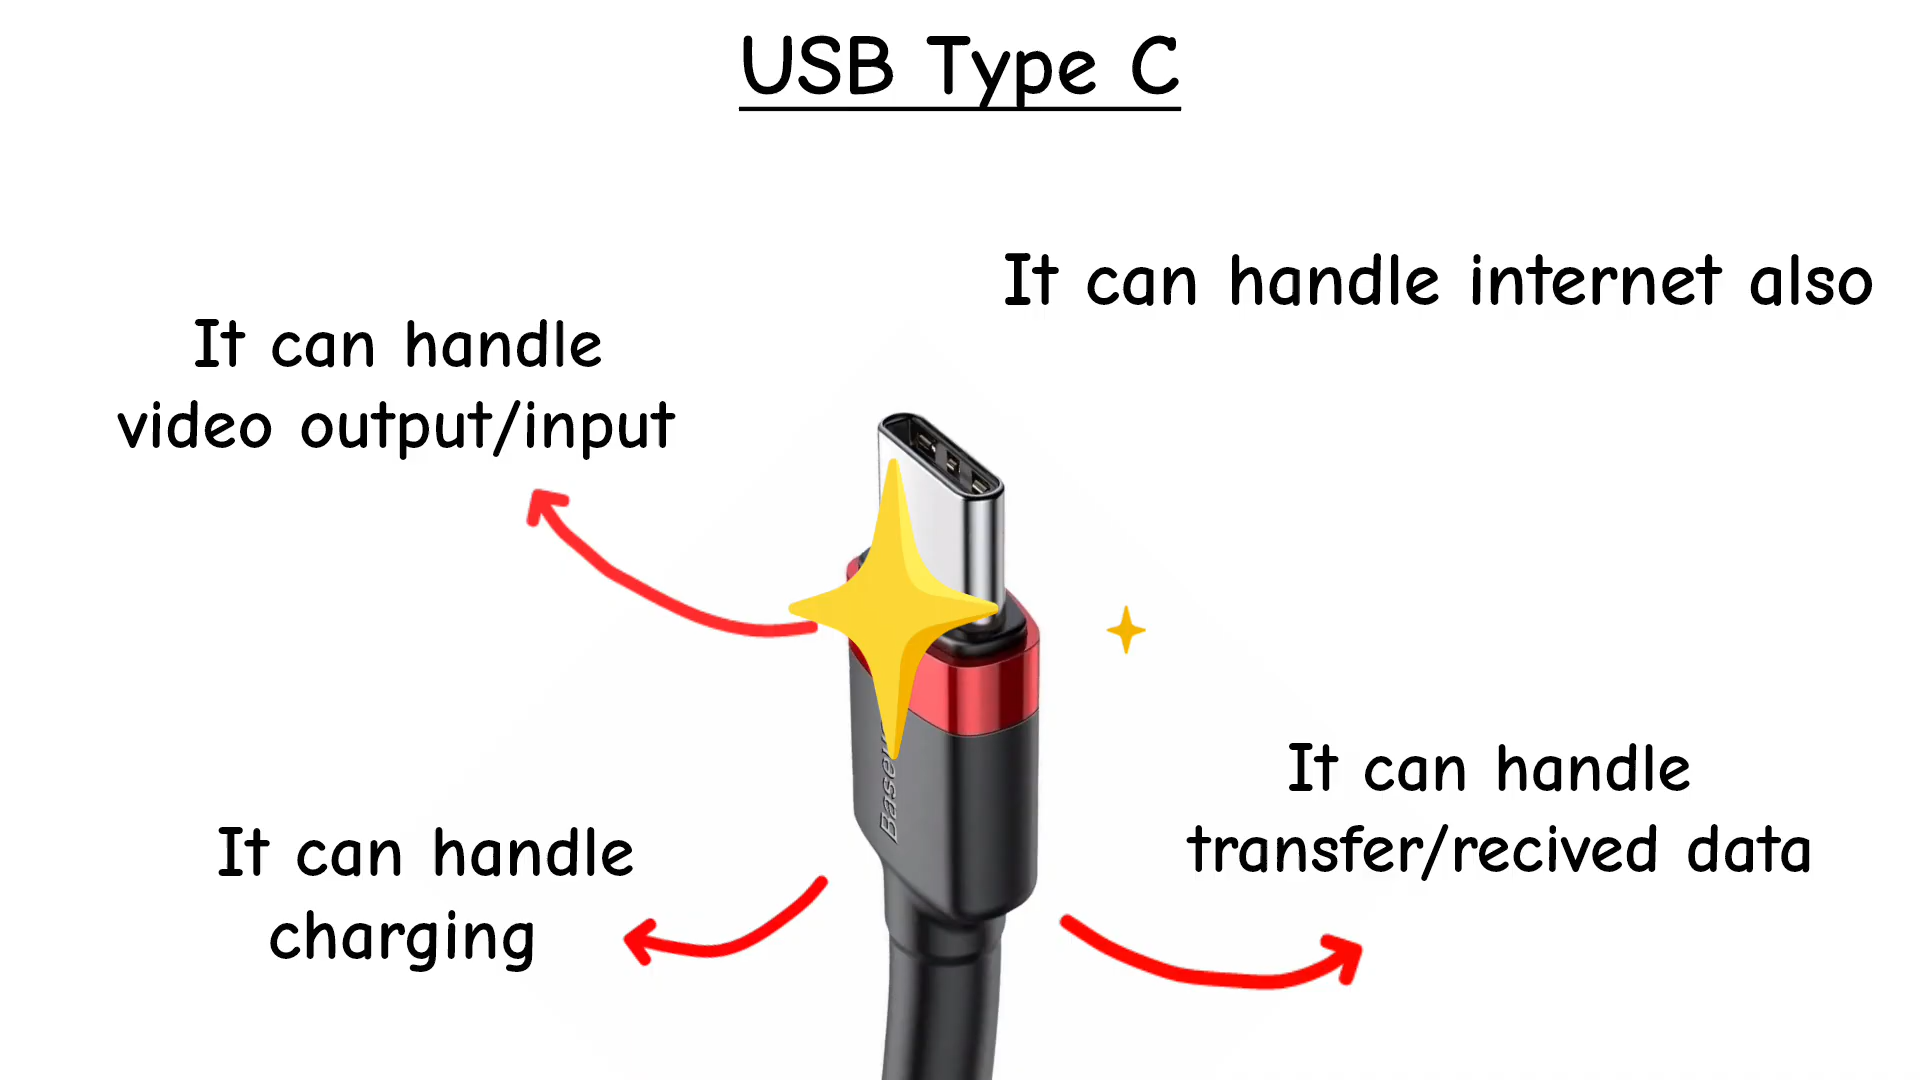 USB Type C
It can handle internet also
It can handle
video output/input
It can handle
transfer/recived data
It can handle
charging